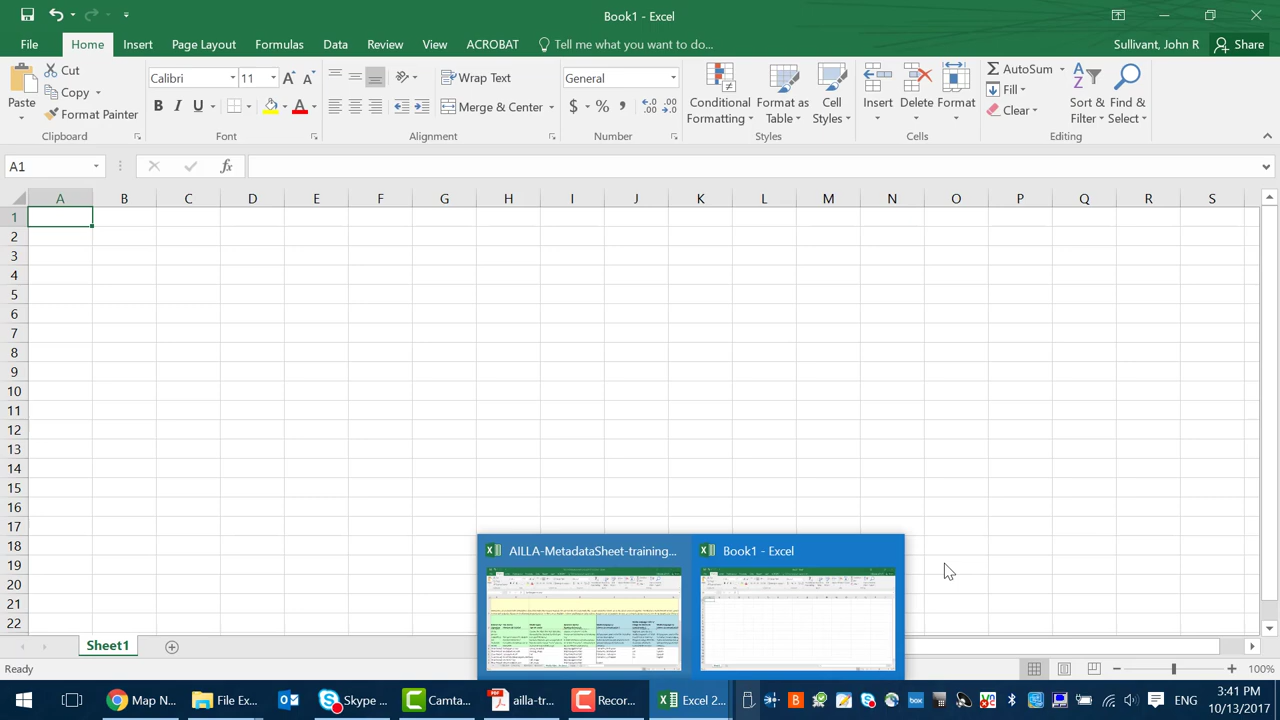 Book1 - Excel
File Home Insert Page Layout Formulas Data Review View ACROBAT Tell me what you want to do... Sullivant, John R Share
Paste
Cut
Copy
Format Painter
Clipboard
Calibri 11
B I U
Font
Wrap Text
Merge & Center
Alignment
General
$ % ,
Number
Conditional Formatting
Format as Table
Cell Styles
Styles
Insert Delete Format
Cells
AutoSum
Fill
Clear
Sort & Filter
Find & Select
Editing
A1 fx
A B C D E F G H I J K L M N O P Q R S
1
2
3
4
5
6
7
8
9
10
11
12
13
14
15
16
17
18
21
22
AILLA-MetadataSheet-training...
Book1 - Excel
Sheet1
Ready 100%
Map N... File Ex... Skype ... Camta... ailla-tr... Recor... Excel 2... ENG
3:41 PM
10/13/2017